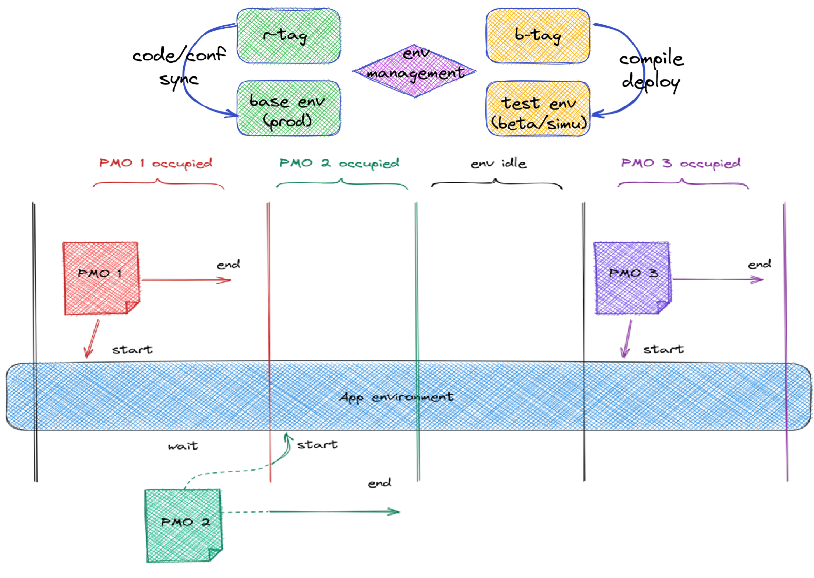 r-tag
b-tag
code/conf
sync
env
management
compile
deploy
base env
(prod)
test env
(beta/simu)
PMO 1 occupied
PMO 2 occupied
env idle
PMO 3 occupied
PMO 1
end
PMO 3
end
start
start
App environment
wait
start
end
PMO 2